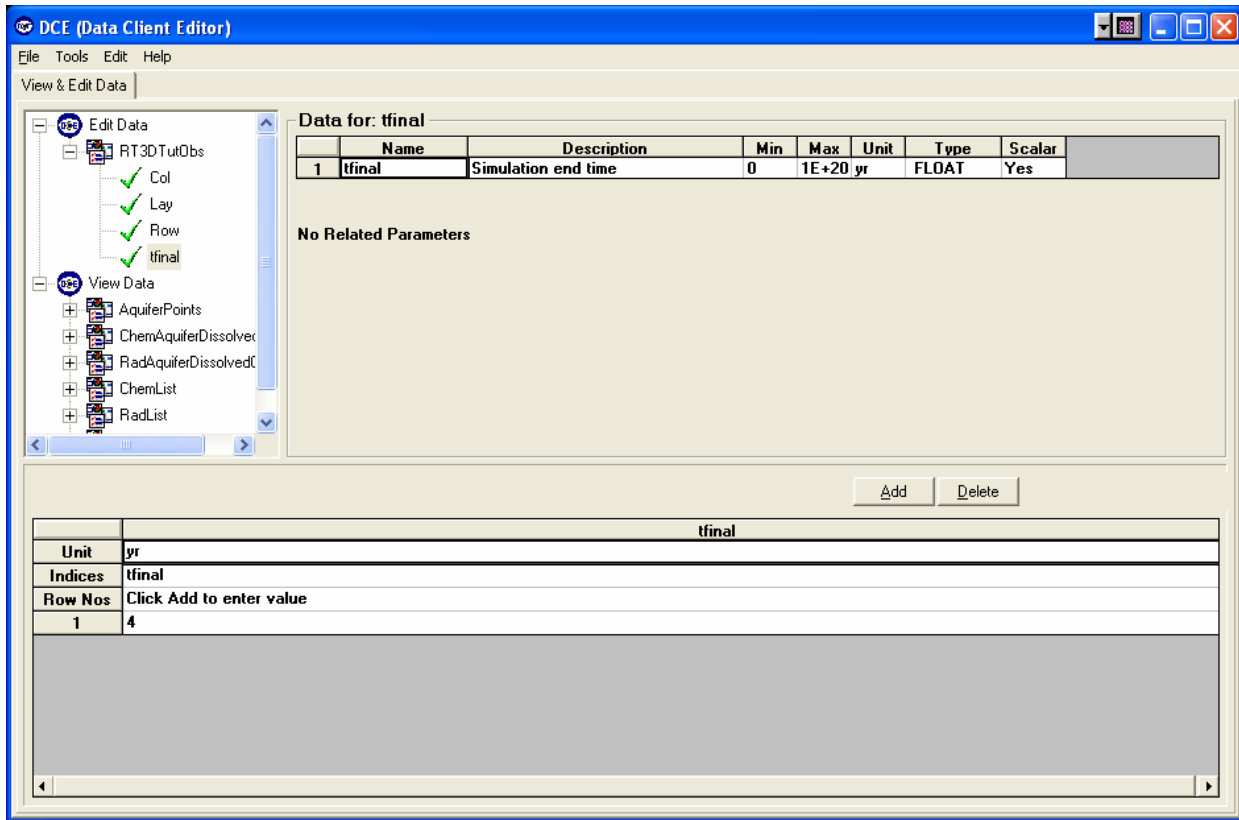 DCE (Data Client Editor)
File Tools Edit Help
View & Edit Data
Edit Data
RT3DTutObs
Col
Lay
Row
tfinal
View Data
AquiferPoints
ChemAquiferDissolved
RadAquiferDissolvedC
ChemList
RadList
Data for: tfinal
Name Description Min Max Unit Type Scalar
1 tfinal Simulation end time 0 1E+20 yr FLOAT Yes
No Related Parameters
Add Delete
tfinal
Unit yr
Indices tfinal
Row Nos Click Add to enter value
1 4